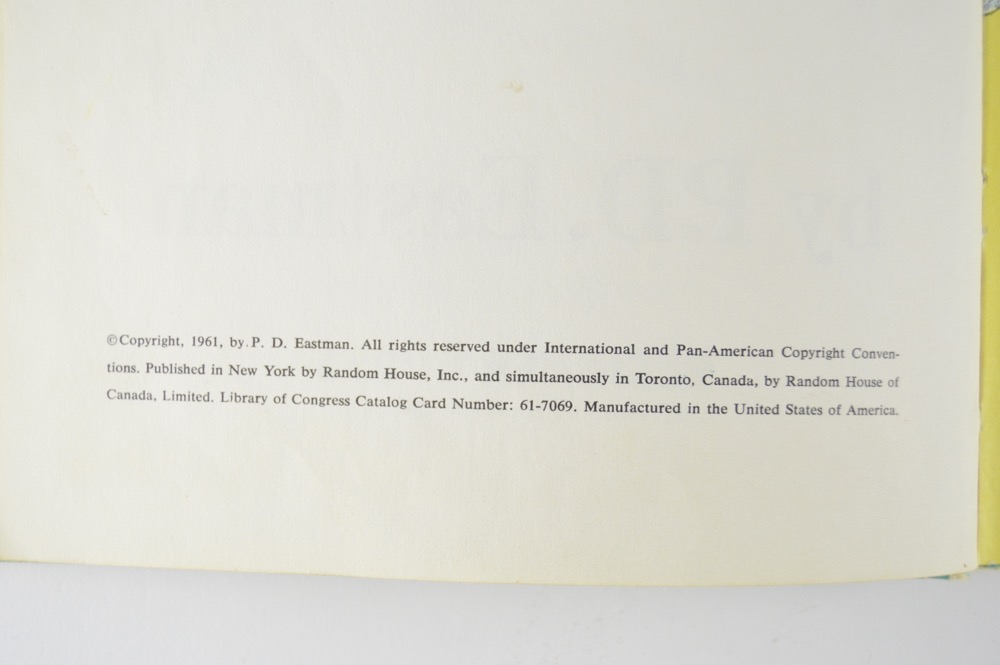 by P.D. Eastman
©Copyright, 1961, by. P. D. Eastman. All rights reserved under International and Pan-American Copyright Conven-
tions. Published in New York by Random House, Inc., and simultaneously in Toronto, Canada, by Random House of
Canada, Limited. Library of Congress Catalog Card Number: 61-7069. Manufactured in the United States of America.